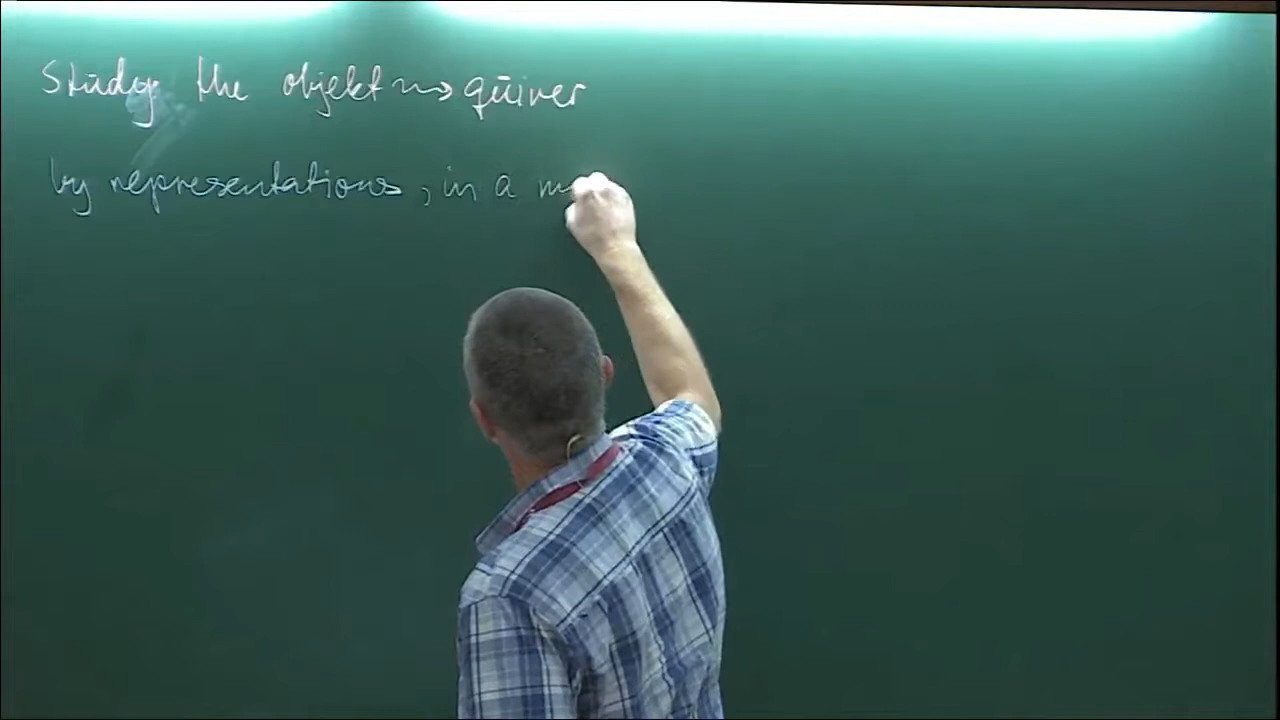 Study the objekt ⇝ quiver
by representations, in a